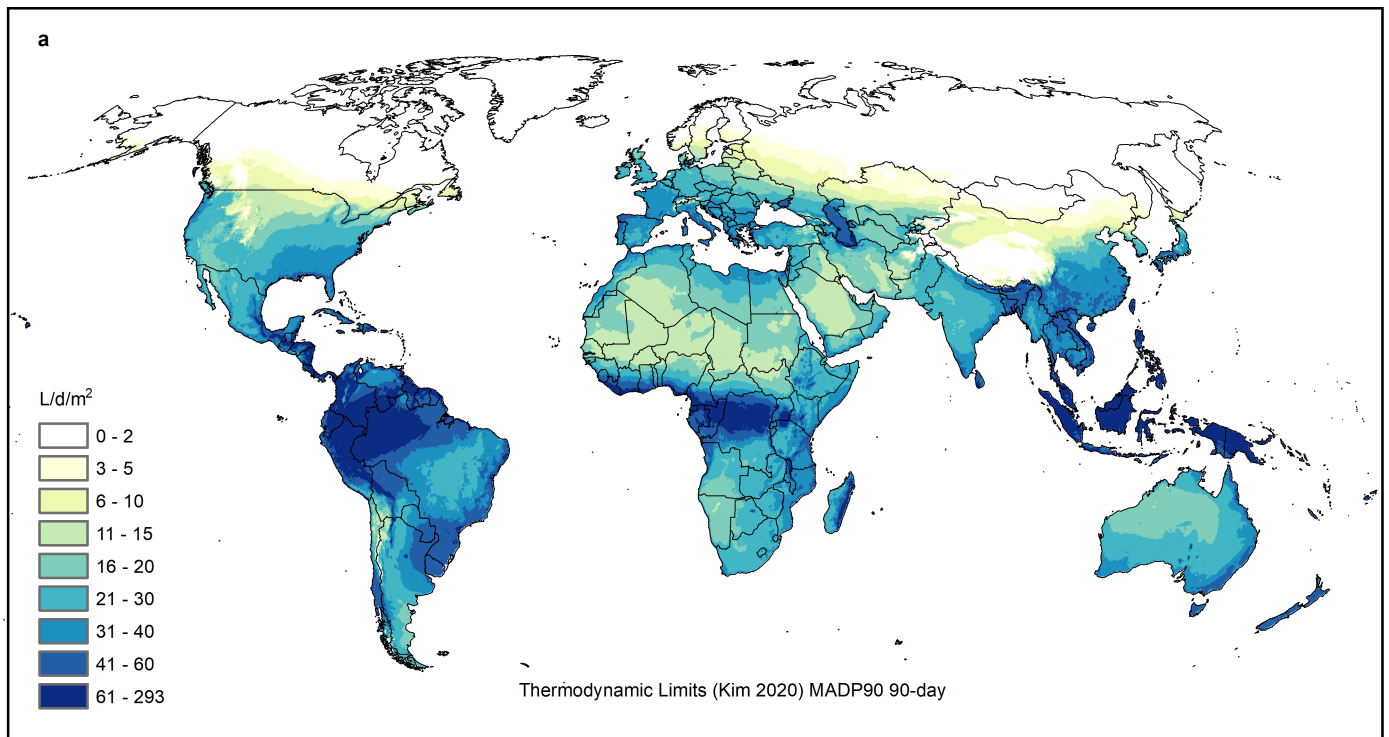 a
L/d/m²
0 - 2
3 - 5
6 - 10
11 - 15
16 - 20
21 - 30
31 - 40
41 - 60
61 - 293
Thermodynamic Limits (Kim 2020) MADP90 90-day